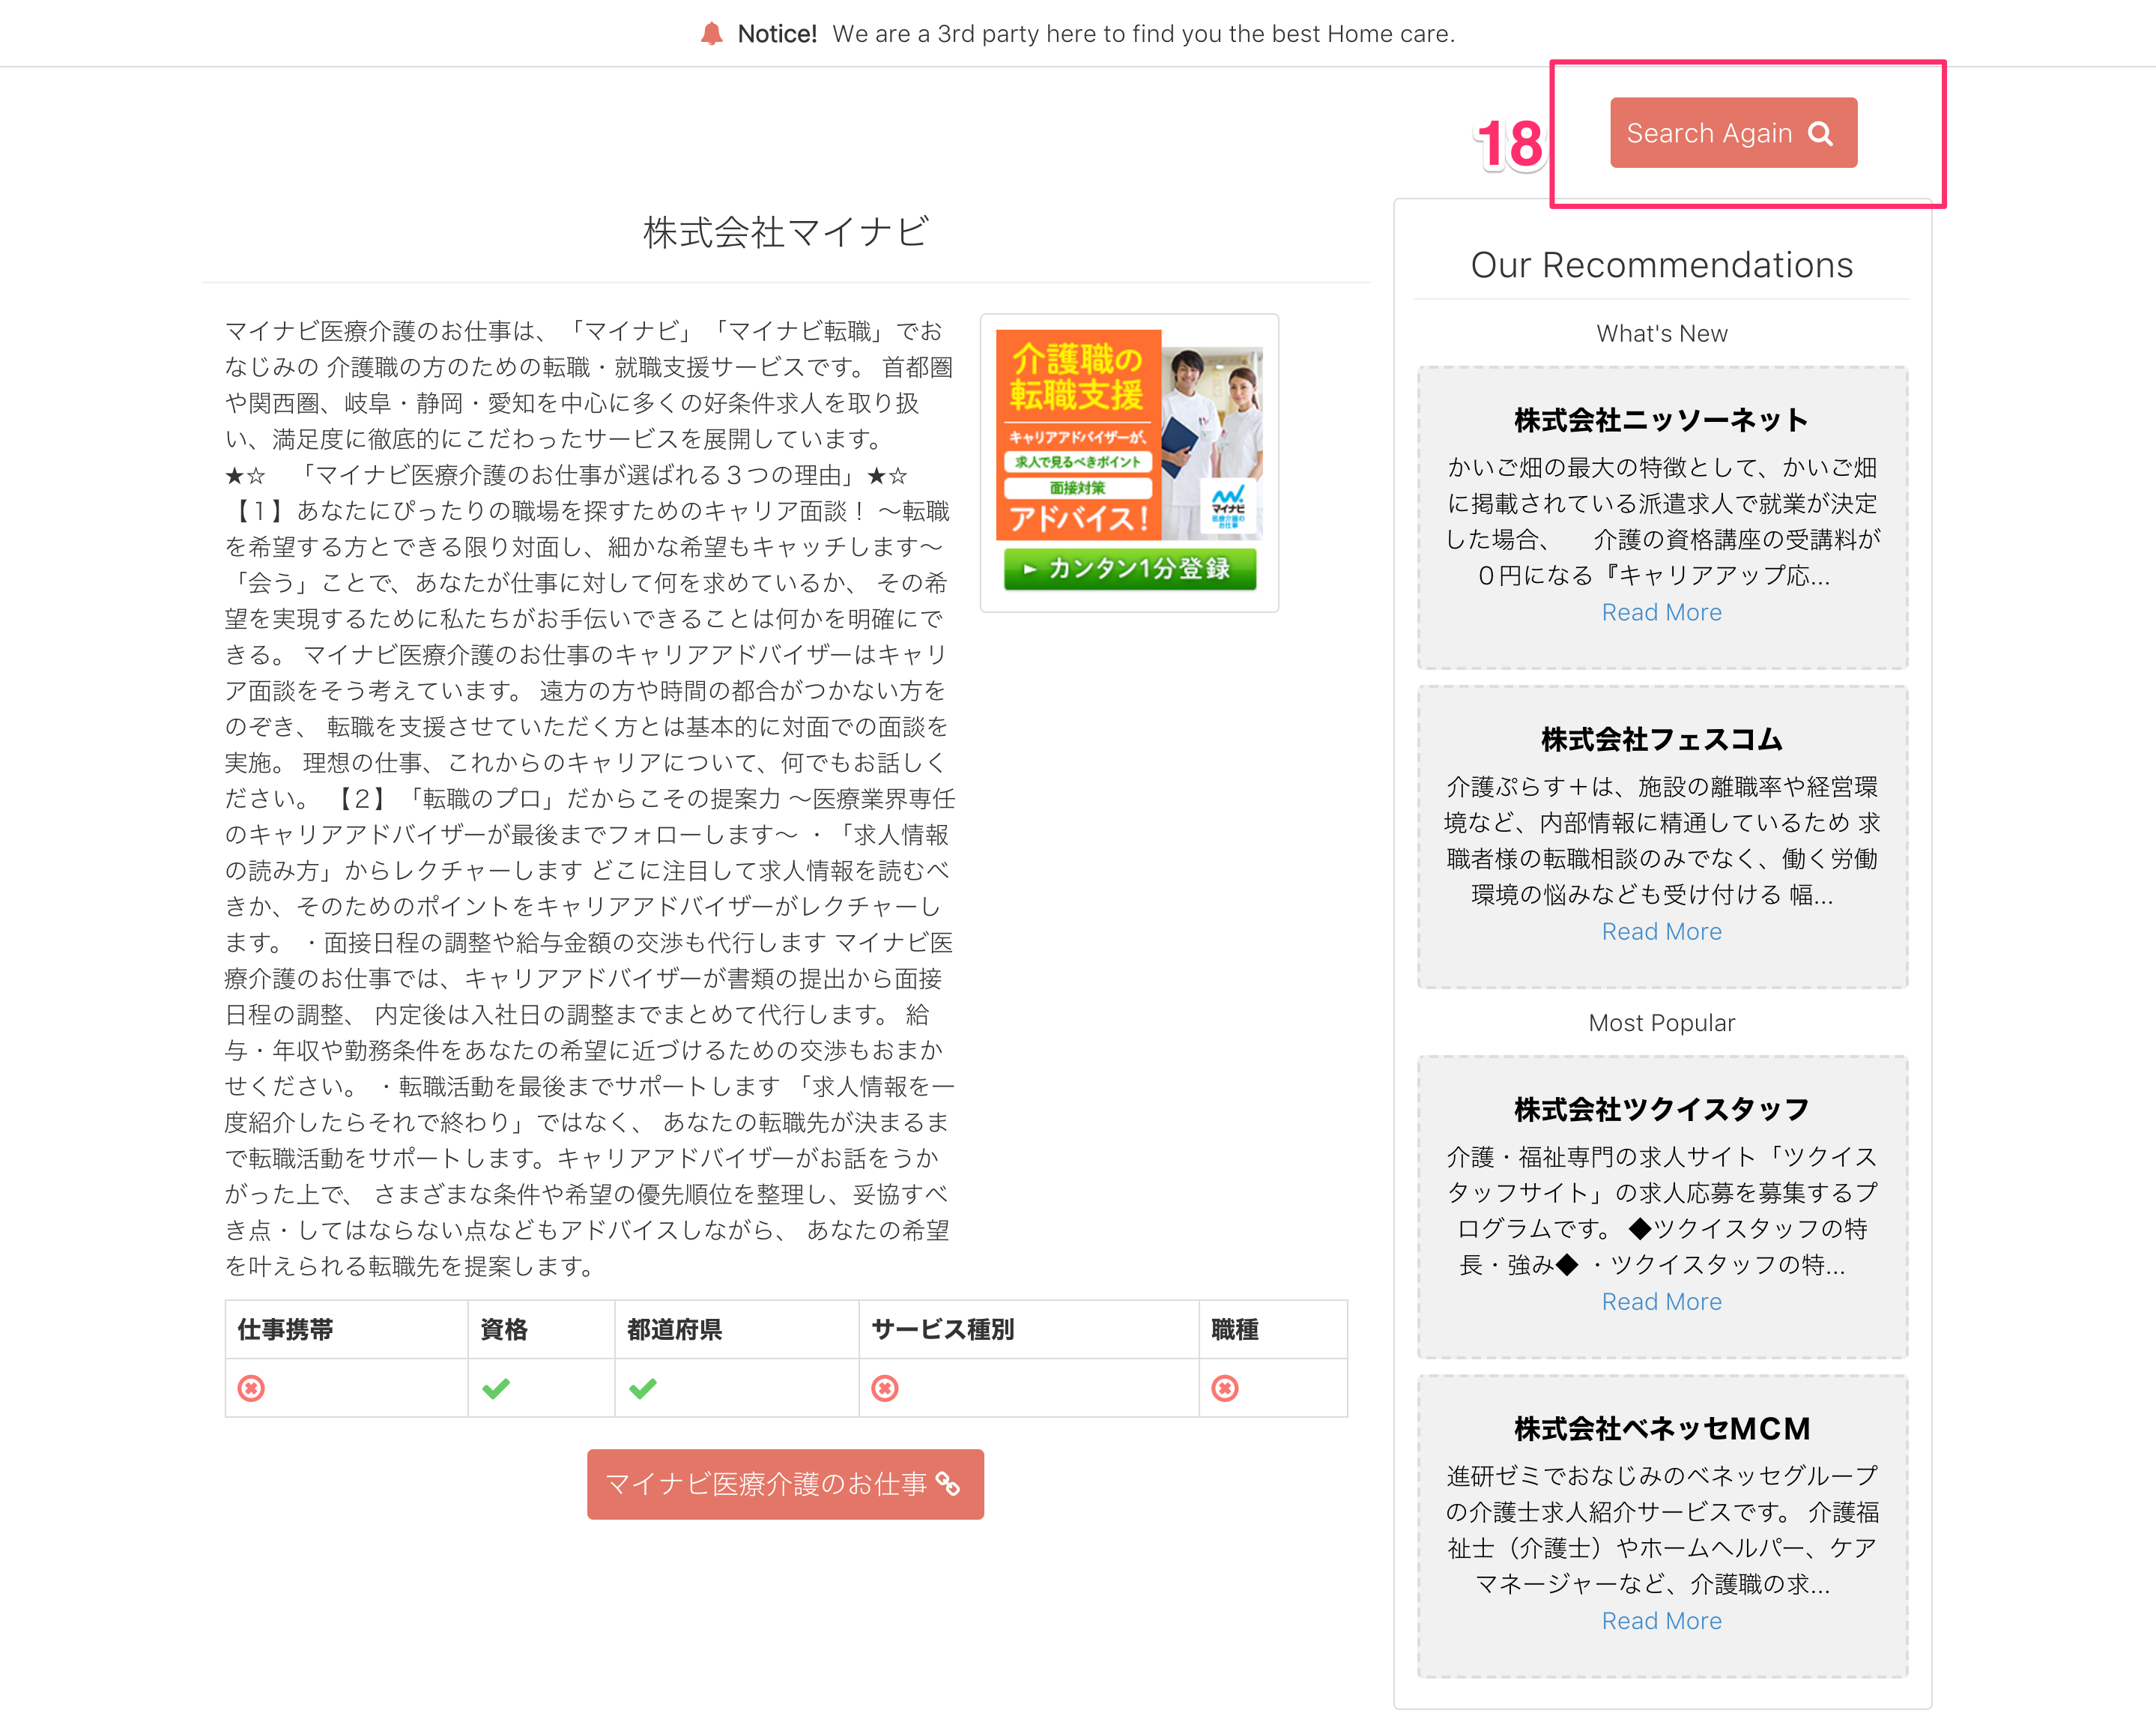 Notice! We are a 3rd party here to find you the best Home care.
18
Search Again
株式会社マイナビ
マイナビ医療介護のお仕事は、「マイナビ」「マイナビ転職」でお
なじみの 介護職の方のための転職・就職支援サービスです。 首都圏
や関西圏、岐阜・静岡・愛知を中心に多くの好条件求人を取り扱
い、満足度に徹底的にこだわったサービスを展開しています。
★☆　「マイナビ医療介護のお仕事が選ばれる３つの理由」★☆
【1】あなたにぴったりの職場を探すためのキャリア面談！ ～転職
を希望する方とできる限り対面し、細かな希望もキャッチします～
「会う」ことで、あなたが仕事に対して何を求めているか、 その希
望を実現するために私たちがお手伝いできることは何かを明確にで
きる。 マイナビ医療介護のお仕事のキャリアアドバイザーはキャリ
ア面談をそう考えています。 遠方の方や時間の都合がつかない方を
のぞき、 転職を支援させていただく方とは基本的に対面での面談を
実施。 理想の仕事、これからのキャリアについて、何でもお話しく
ださい。 【2】「転職のプロ」だからこその提案力 ～医療業界専任
のキャリアアドバイザーが最後までフォローします～ ・「求人情報
の読み方」からレクチャーします どこに注目して求人情報を読むべ
きか、そのためのポイントをキャリアアドバイザーがレクチャーし
ます。 ・面接日程の調整や給与金額の交渉も代行します マイナビ医
療介護のお仕事では、キャリアアドバイザーが書類の提出から面接
日程の調整、 内定後は入社日の調整までまとめて代行します。 給
与・年収や勤務条件をあなたの希望に近づけるための交渉もおまか
せください。 ・転職活動を最後までサポートします 「求人情報を一
度紹介したらそれで終わり」ではなく、 あなたの転職先が決まるま
で転職活動をサポートします。キャリアアドバイザーがお話をうか
がった上で、 さまざまな条件や希望の優先順位を整理し、妥協すべ
き点・してはならない点などもアドバイスしながら、 あなたの希望
を叶えられる転職先を提案します。
介護職の
転職支援
キャリアアドバイザーが、
求人で見るべきポイント
面接対策
アドバイス！
マイナビ
医療介護の
お仕事
► カンタン1分登録
仕事携帯 資格 都道府県 サービス種別 職種
マイナビ医療介護のお仕事
Our Recommendations
What's New
株式会社ニッソーネット
かいご畑の最大の特徴として、かいご畑
に掲載されている派遣求人で就業が決定
した場合、　介護の資格講座の受講料が
０円になる『キャリアアップ応...
Read More
株式会社フェスコム
介護ぷらす＋は、施設の離職率や経営環
境など、内部情報に精通しているため 求
職者様の転職相談のみでなく、働く労働
環境の悩みなども受け付ける 幅...
Read More
Most Popular
株式会社ツクイスタッフ
介護・福祉専門の求人サイト「ツクイス
タッフサイト」の求人応募を募集するプ
ログラムです。 ◆ツクイスタッフの特
長・強み◆ ・ツクイスタッフの特...
Read More
株式会社ベネッセMCM
進研ゼミでおなじみのベネッセグループ
の介護士求人紹介サービスです。 介護福
祉士（介護士）やホームヘルパー、ケア
マネージャーなど、介護職の求...
Read More